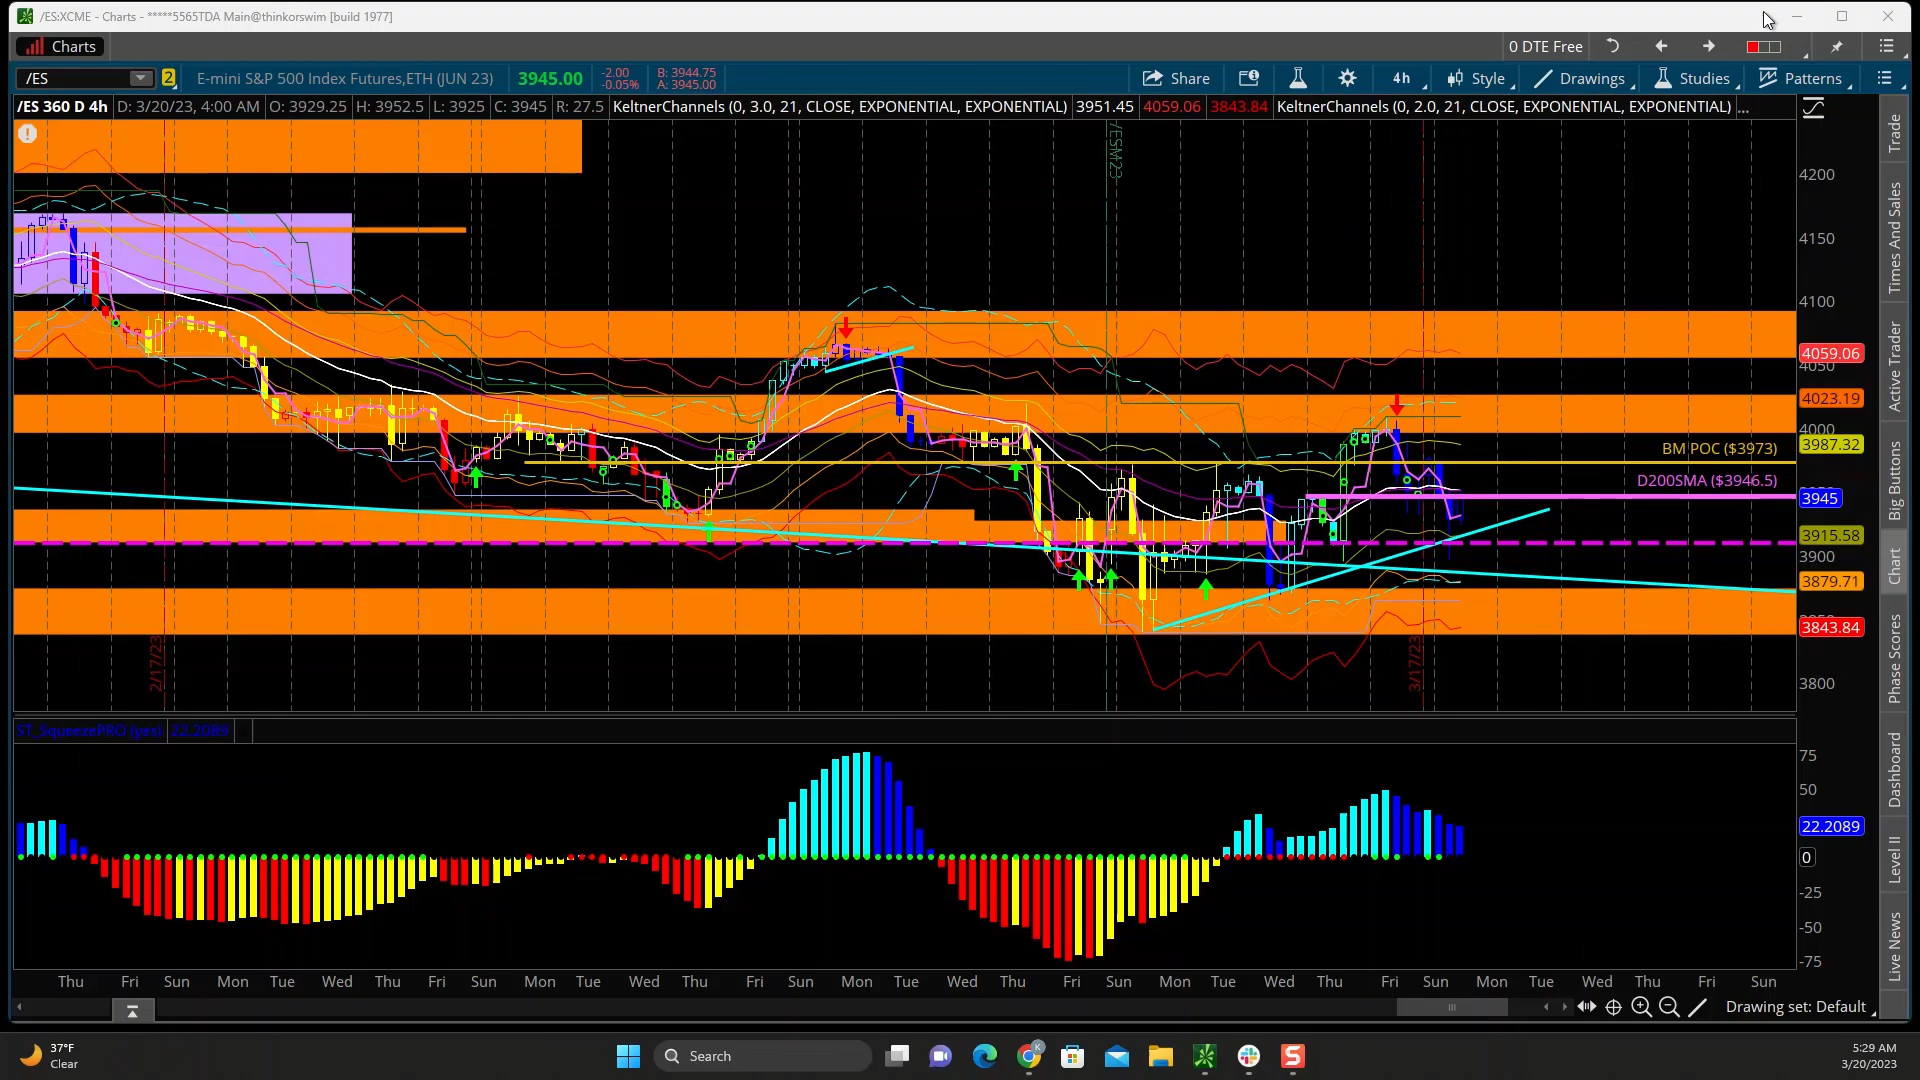 /ES:XCME - Charts - *****5565TDA Main@thinkorswim [build 1977]
Charts
0 DTE Free
/ES
2
E-mini S&P 500 Index Futures,ETH (JUN 23)
3945.00
-2.00
-0.05%
B: 3944.75
A: 3945.00
Share
4h
Style
Drawings
Studies
Patterns
/ES 360 D 4h
D: 3/20/23, 4:00 AM
O: 3929.25
H: 3952.5
L: 3925
C: 3945
R: 27.5
KeltnerChannels (0, 3.0, 21, CLOSE, EXPONENTIAL, EXPONENTIAL)
3951.45
4059.06
3843.84
KeltnerChannels (0, 2.0, 21, CLOSE, EXPONENTIAL, EXPONENTIAL)
...
/ESM23
4200
4150
4100
4059.06
4050
4023.19
4000
3987.32
BM POC ($3973)
D200SMA ($3946.5)
3945
3915.58
3900
3879.71
3843.84
3800
2/17/23
3/17/23
Trade
Times And Sales
Active Trader
Big Buttons
Chart
Phase Scores
Dashboard
Level II
Live News
ST_SqueezePRO (yes)
22.2089
75
50
22.2089
0
-25
-50
-75
Thu Fri Sun Mon Tue Wed Thu Fri Sun Mon Tue Wed Thu Fri Sun Mon Tue Wed Thu Fri Sun Mon Tue Wed Thu Fri Sun Mon Tue Wed Thu Fri Sun
Drawing set: Default
37°F
Clear
Search
K
S
5:29 AM
3/20/2023